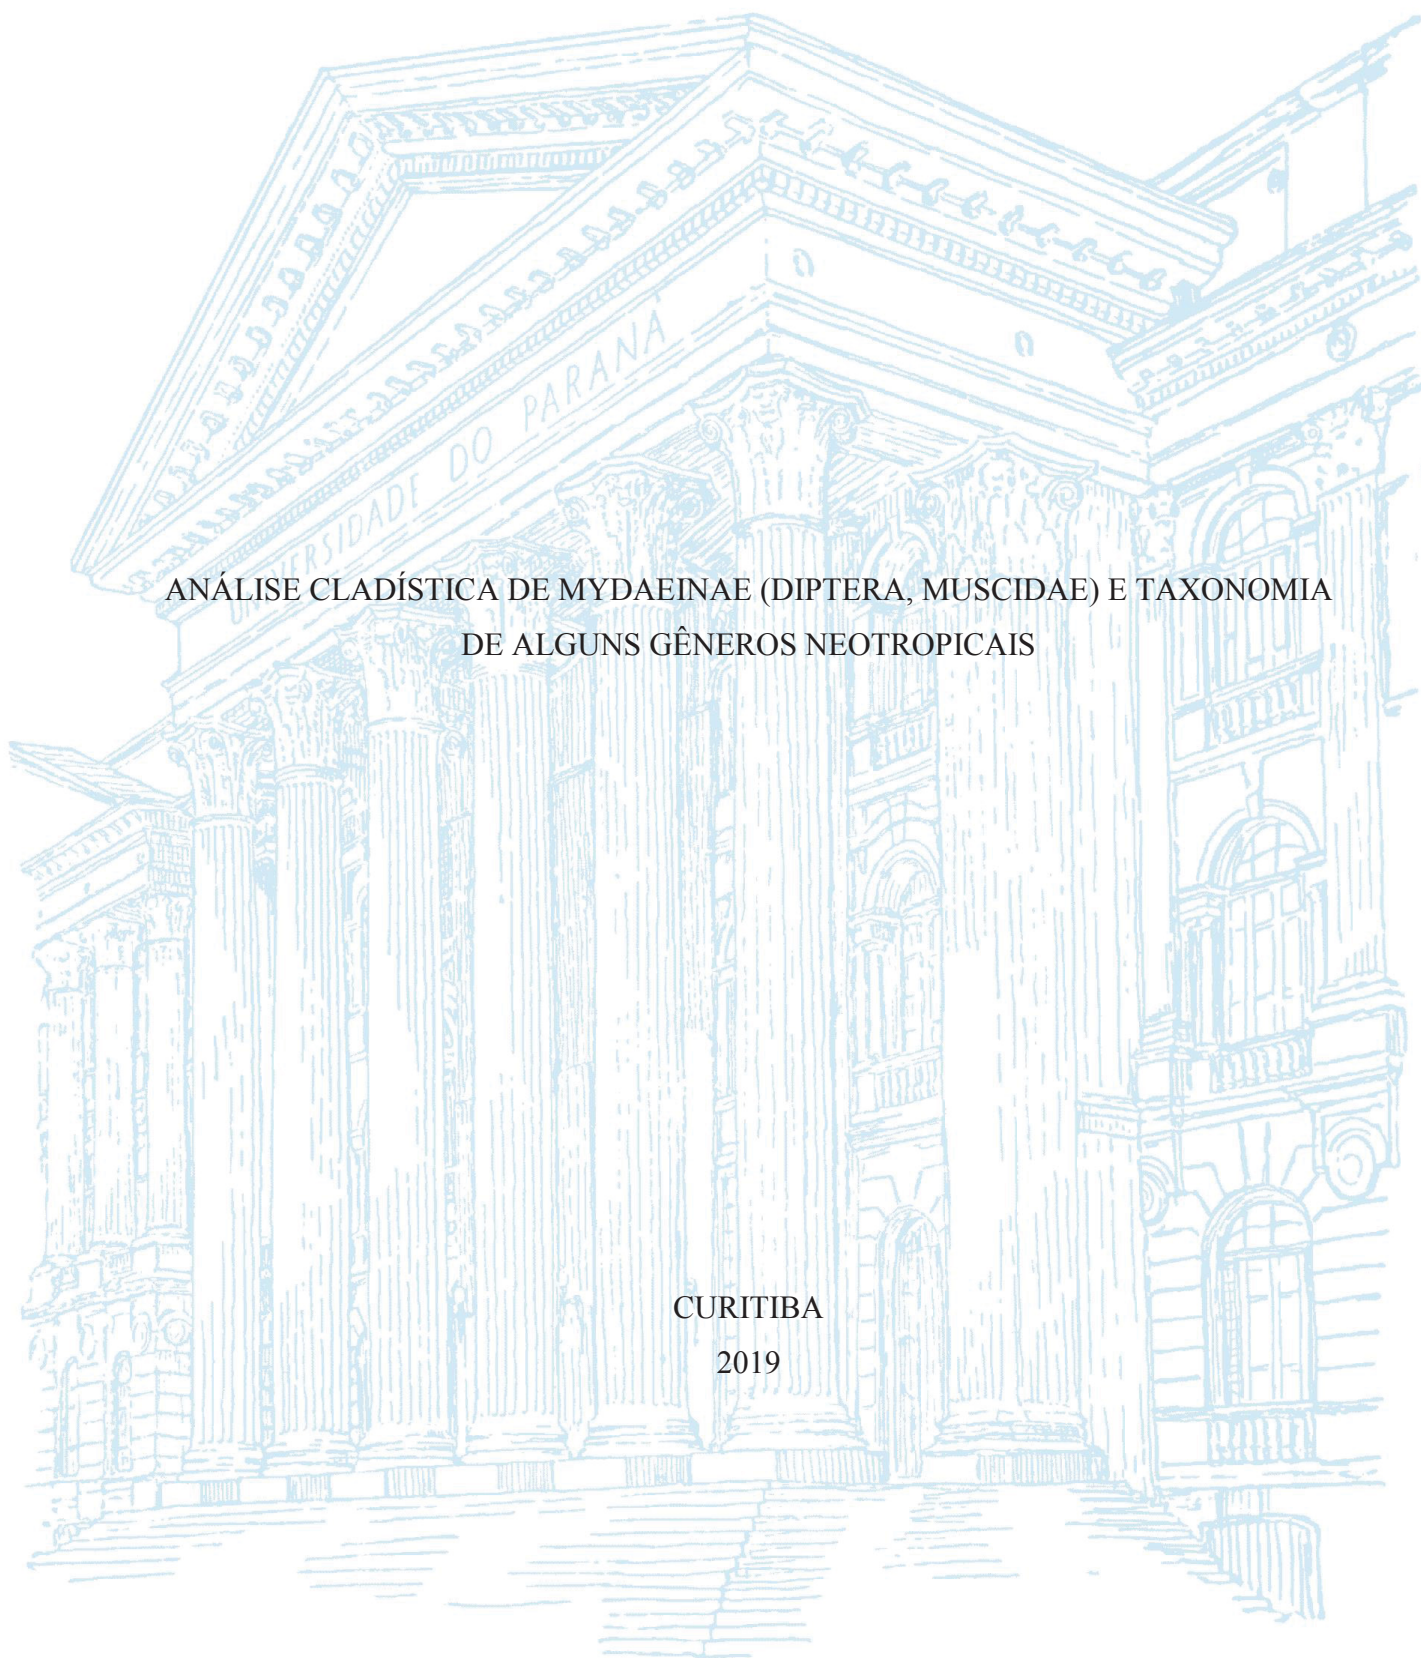 UNIVERSIDADE DO PARANÁ
ANÁLISE CLADÍSTICA DE MYDAEINAE (DIPTERA, MUSCIDAE) E TAXONOMIA
DE ALGUNS GÊNEROS NEOTROPICAIS
CURITIBA
2019